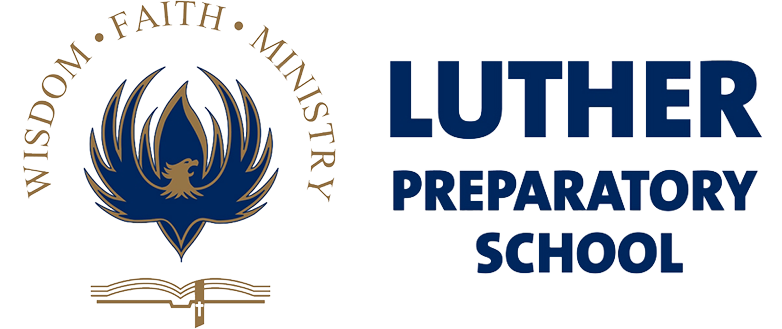 WISDOM • FAITH • MINISTRY
LUTHER
PREPARATORY
SCHOOL